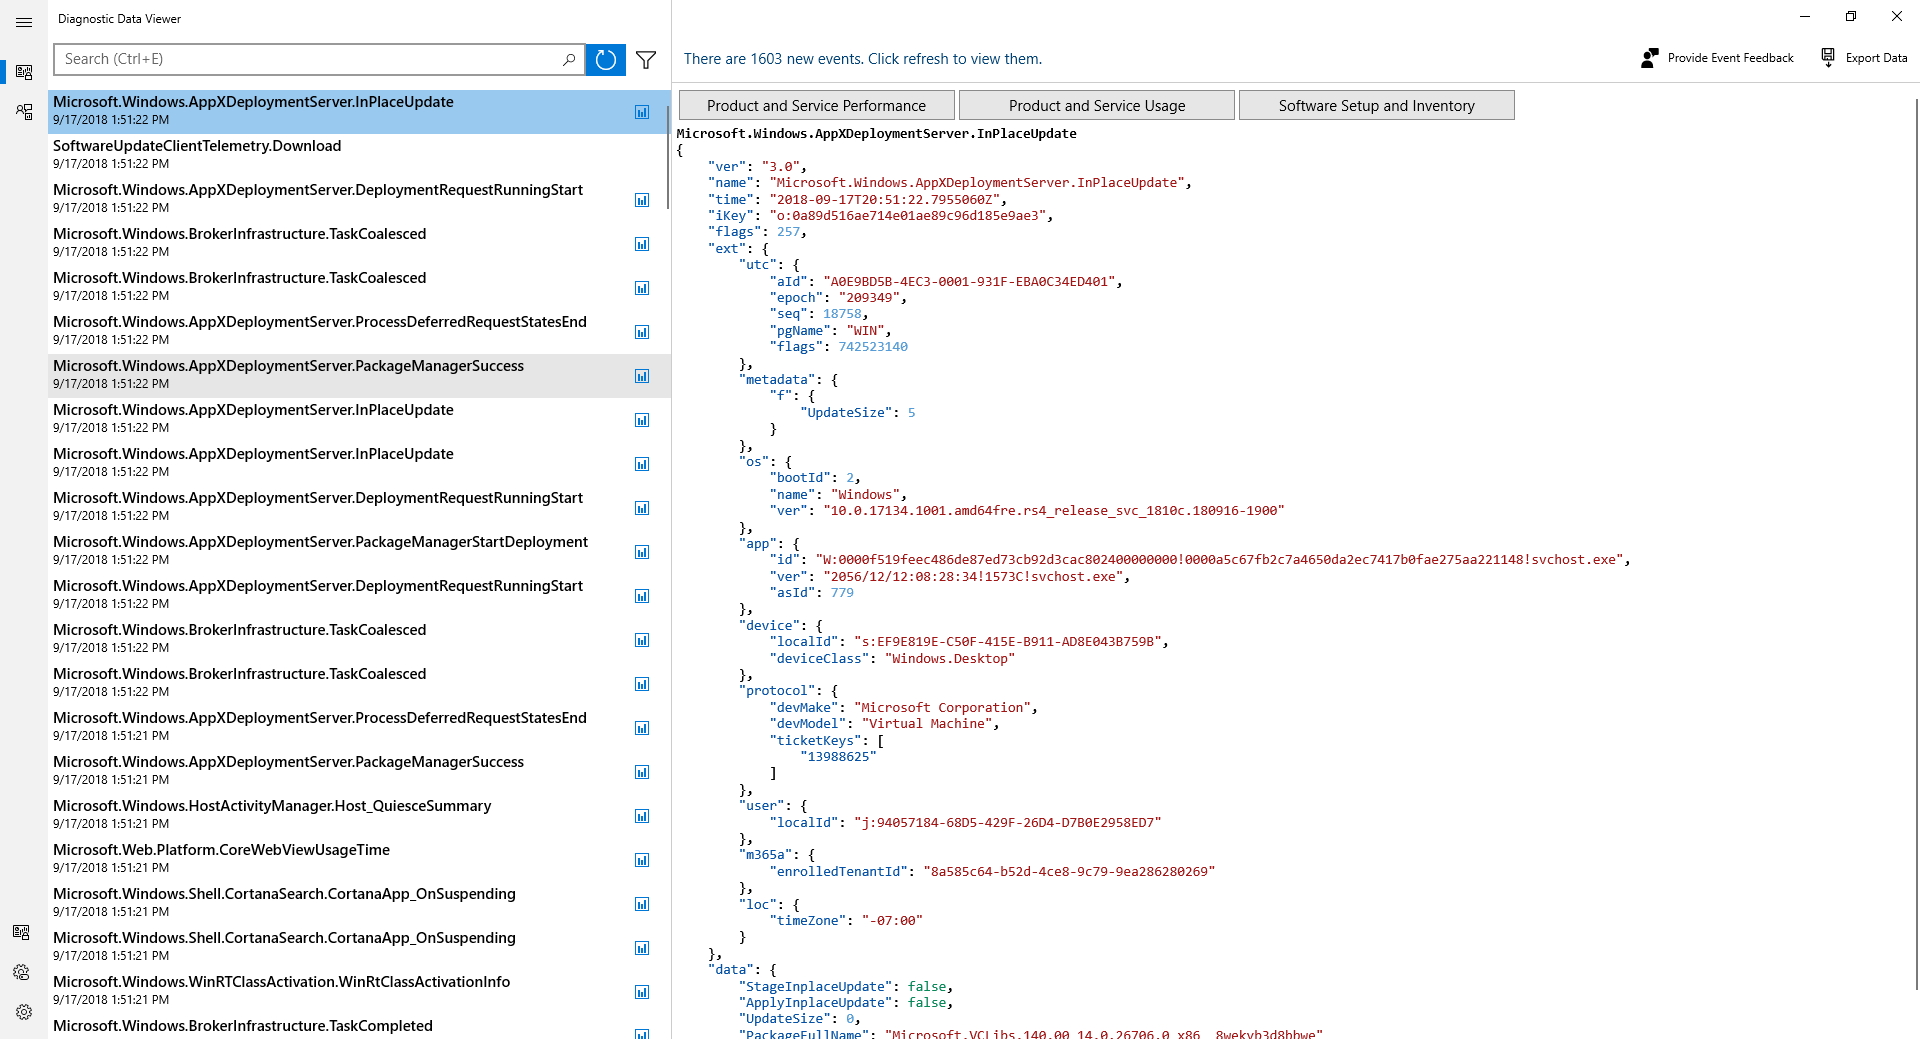 Diagnostic Data Viewer
Search (Ctrl+E)
There are 1603 new events. Click refresh to view them.
Provide Event Feedback
Export Data
Microsoft.Windows.AppXDeploymentServer.InPlaceUpdate
9/17/2018 1:51:22 PM
SoftwareUpdateClientTelemetry.Download
9/17/2018 1:51:22 PM
Microsoft.Windows.AppXDeploymentServer.DeploymentRequestRunningStart
9/17/2018 1:51:22 PM
Microsoft.Windows.BrokerInfrastructure.TaskCoalesced
9/17/2018 1:51:22 PM
Microsoft.Windows.BrokerInfrastructure.TaskCoalesced
9/17/2018 1:51:22 PM
Microsoft.Windows.AppXDeploymentServer.ProcessDeferredRequestStatesEnd
9/17/2018 1:51:22 PM
Microsoft.Windows.AppXDeploymentServer.PackageManagerSuccess
9/17/2018 1:51:22 PM
Microsoft.Windows.AppXDeploymentServer.InPlaceUpdate
9/17/2018 1:51:22 PM
Microsoft.Windows.AppXDeploymentServer.InPlaceUpdate
9/17/2018 1:51:22 PM
Microsoft.Windows.AppXDeploymentServer.DeploymentRequestRunningStart
9/17/2018 1:51:22 PM
Microsoft.Windows.AppXDeploymentServer.PackageManagerStartDeployment
9/17/2018 1:51:22 PM
Microsoft.Windows.AppXDeploymentServer.DeploymentRequestRunningStart
9/17/2018 1:51:22 PM
Microsoft.Windows.BrokerInfrastructure.TaskCoalesced
9/17/2018 1:51:22 PM
Microsoft.Windows.BrokerInfrastructure.TaskCoalesced
9/17/2018 1:51:22 PM
Microsoft.Windows.AppXDeploymentServer.ProcessDeferredRequestStatesEnd
9/17/2018 1:51:21 PM
Microsoft.Windows.AppXDeploymentServer.PackageManagerSuccess
9/17/2018 1:51:21 PM
Microsoft.Windows.HostActivityManager.Host_QuiesceSummary
9/17/2018 1:51:21 PM
Microsoft.Web.Platform.CoreWebViewUsageTime
9/17/2018 1:51:21 PM
Microsoft.Windows.Shell.CortanaSearch.CortanaApp_OnSuspending
9/17/2018 1:51:21 PM
Microsoft.Windows.Shell.CortanaSearch.CortanaApp_OnSuspending
9/17/2018 1:51:21 PM
Microsoft.Windows.WinRTClassActivation.WinRtClassActivationInfo
9/17/2018 1:51:21 PM
Microsoft.Windows.BrokerInfrastructure.TaskCompleted
Product and Service Performance
Product and Service Usage
Software Setup and Inventory
Microsoft.Windows.AppXDeploymentServer.InPlaceUpdate
{
"ver": "3.0",
"name": "Microsoft.Windows.AppXDeploymentServer.InPlaceUpdate",
"time": "2018-09-17T20:51:22.7955060Z",
"iKey": "o:0a89d516ae714e01ae89c96d185e9ae3",
"flags": 257,
"ext": {
"utc": {
"aId": "A0E9BD5B-4EC3-0001-931F-EBA0C34ED401",
"epoch": "209349",
"seq": 18758,
"pgName": "WIN",
"flags": 742523140
},
"metadata": {
"f": {
"UpdateSize": 5
}
},
"os": {
"bootId": 2,
"name": "Windows",
"ver": "10.0.17134.1001.amd64fre.rs4_release_svc_1810c.180916-1900"
},
"app": {
"id": "W:0000f519feec486de87ed73cb92d3cac802400000000!0000a5c67fb2c7a4650da2ec7417b0fae275aa221148!svchost.exe",
"ver": "2056/12/12:08:28:34!1573C!svchost.exe",
"asId": 779
},
"device": {
"localId": "s:EF9E819E-C50F-415E-B911-AD8E043B759B",
"deviceClass": "Windows.Desktop"
},
"protocol": {
"devMake": "Microsoft Corporation",
"devModel": "Virtual Machine",
"ticketKeys": [
"13988625"
]
},
"user": {
"localId": "j:94057184-68D5-429F-26D4-D7B0E2958ED7"
},
"m365a": {
"enrolledTenantId": "8a585c64-b52d-4ce8-9c79-9ea286280269"
},
"loc": {
"timeZone": "-07:00"
}
},
"data": {
"StageInplaceUpdate": false,
"ApplyInplaceUpdate": false,
"UpdateSize": 0,
"PackageFullName": "Microsoft.VCLibs.140.00_14.0.26706.0_x86__8wekyb3d8bbwe"